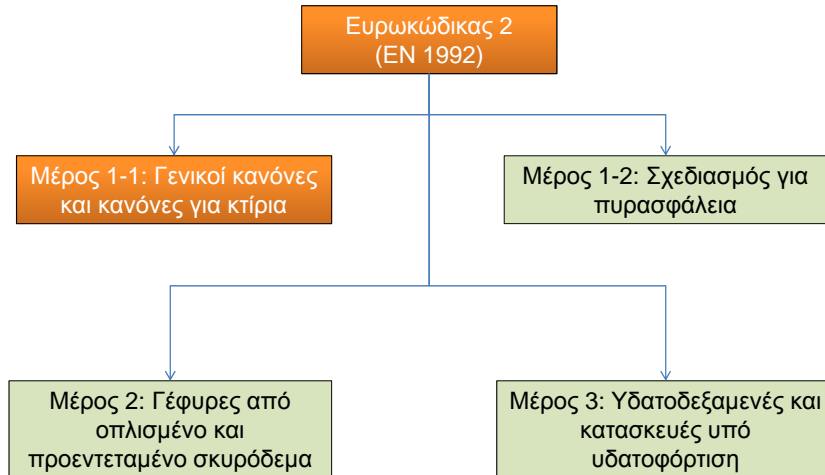 Ευρωκώδικας 2
(EN 1992)
Μέρος 1-1: Γενικοί κανόνες
και κανόνες για κτίρια
Μέρος 1-2: Σχεδιασμός για
πυρασφάλεια
Μέρος 2: Γέφυρες από
οπλισμένο και
προεντεταμένο σκυρόδεμα
Μέρος 3: Υδατοδεξαμενές και
κατασκευές υπό
υδατοφόρτιση